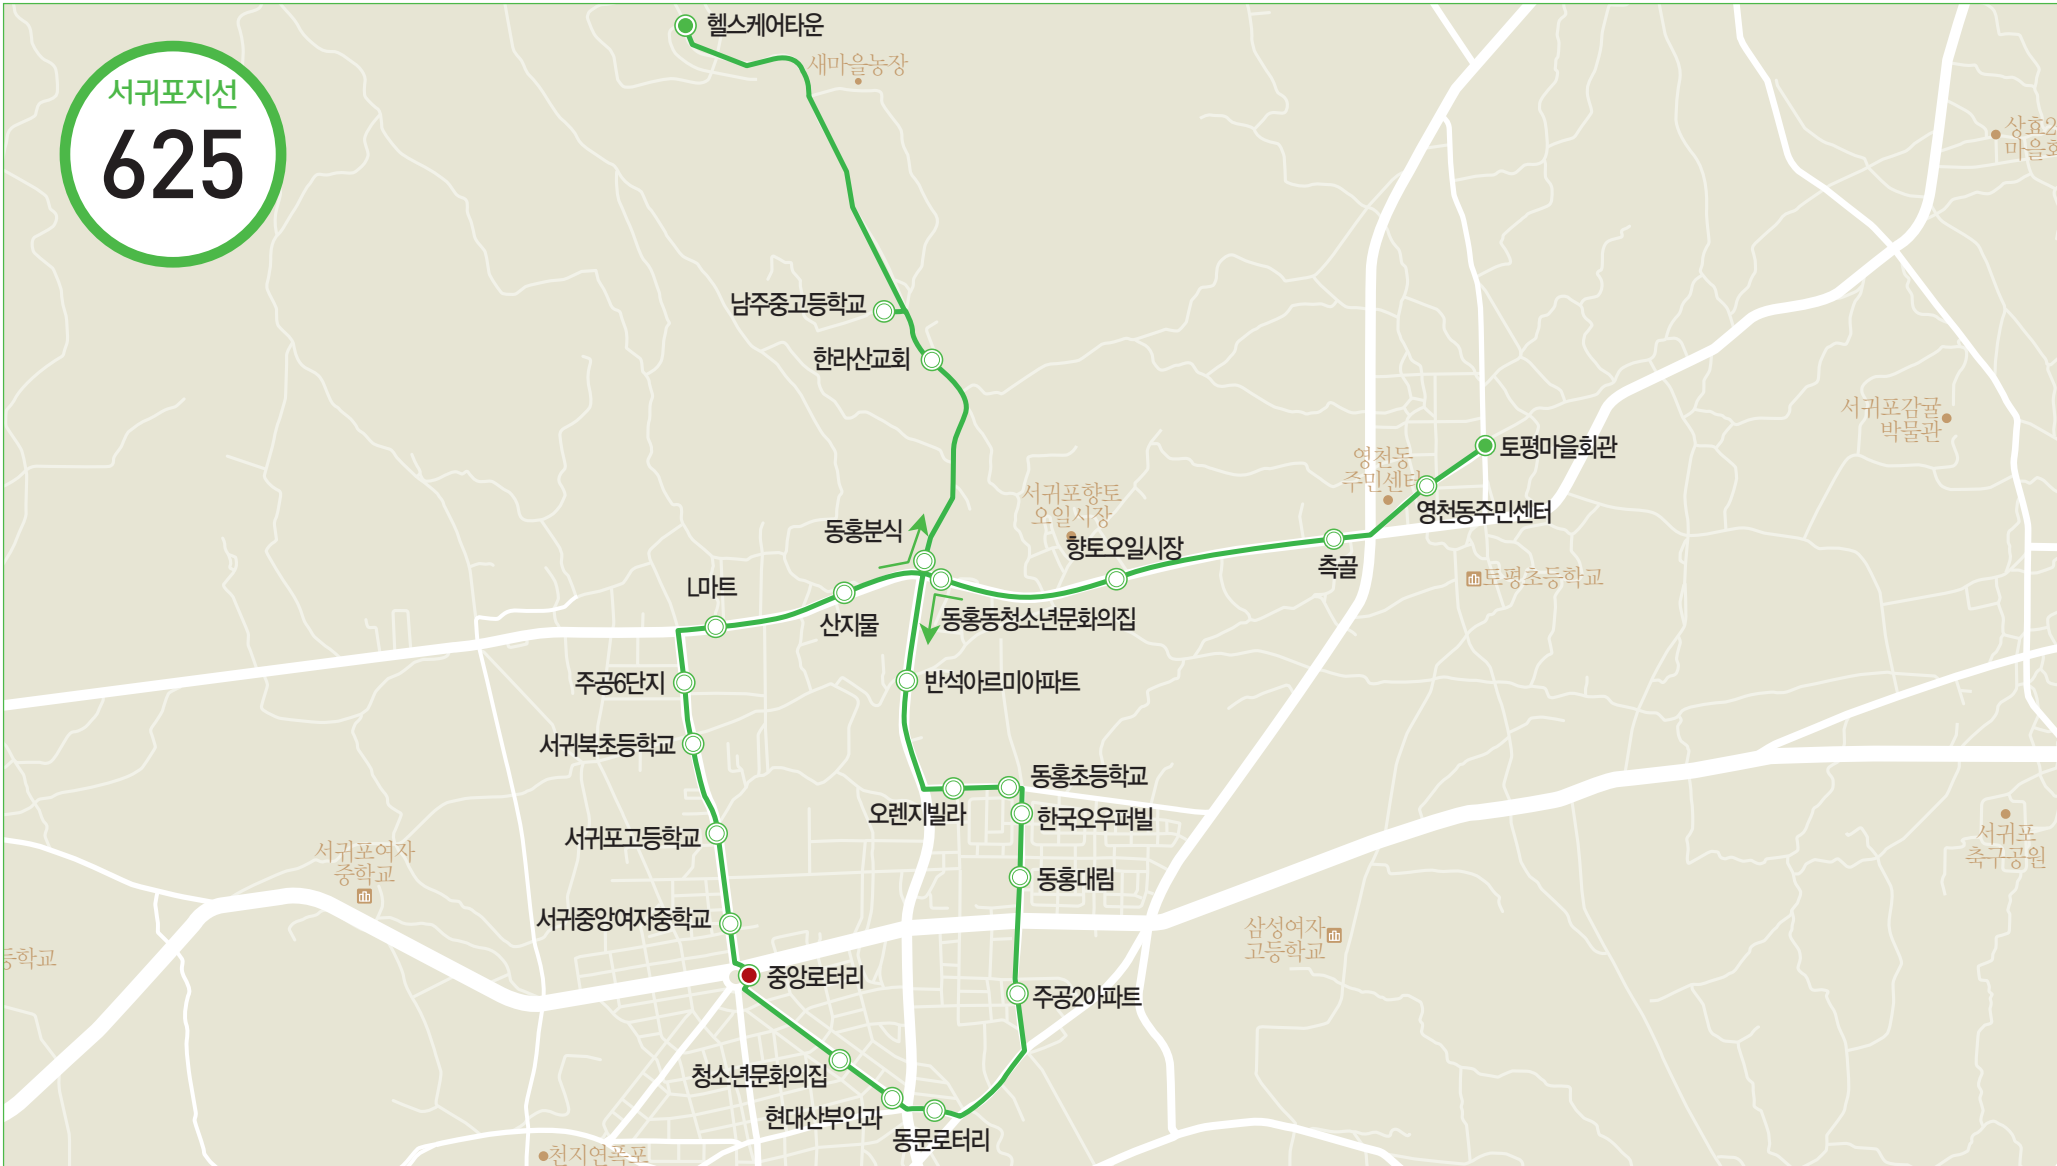 서귀포지선
625
헬스케어타운
새마을농장
상효2
마을회
남주중고등학교
한라산교회
서귀포감귤
박물관
토평마을회관
영천동
주민센터
영천동주민센터
서귀포향토
오일시장
향토오일시장
측골
토평초등학교
동홍분식
L마트
산지물
동홍동청소년문화의집
주공6단지
반석아르미아파트
서귀북초등학교
동홍초등학교
오렌지빌라
한국오우퍼빌
서귀포고등학교
서귀포여자
중학교
서귀포
축구공원
동홍대림
서귀중앙여자중학교
삼성여자
고등학교
등학교
중앙로터리
주공2아파트
청소년문화의집
현대산부인과
동문로터리
천지연폭포